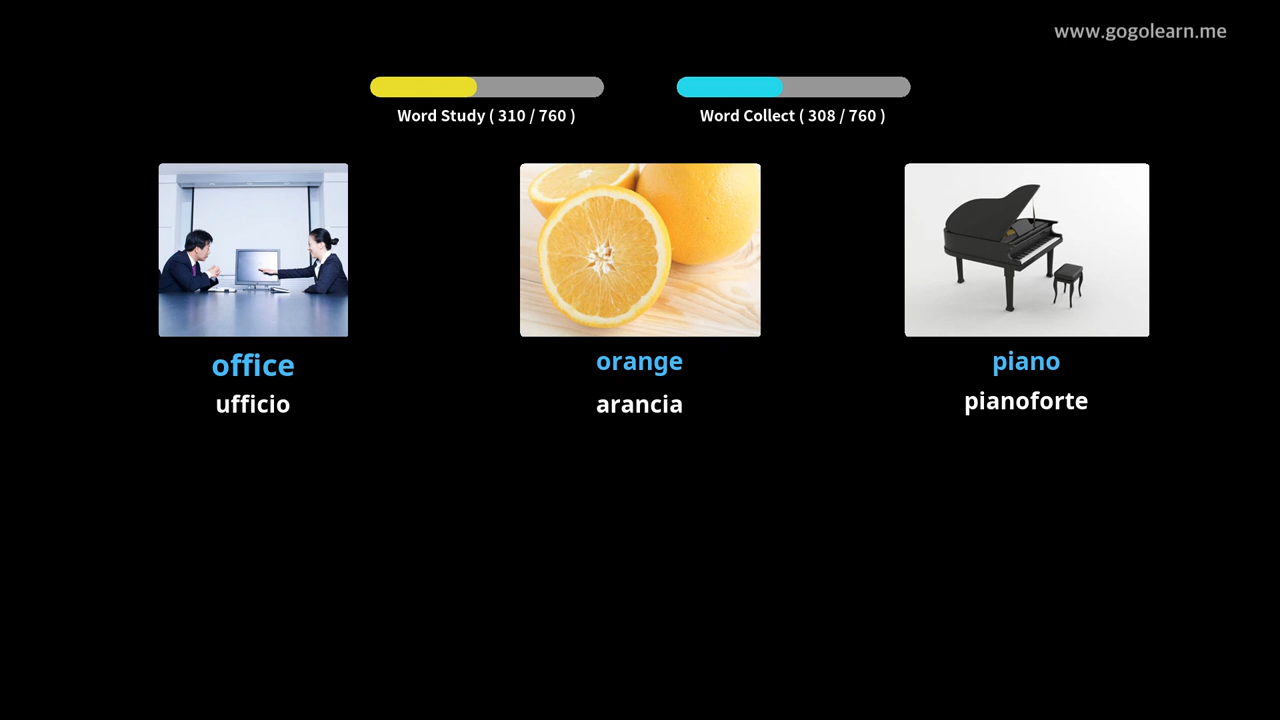 www.gogolearn.me
Word Study ( 310 / 760 )
Word Collect ( 308 / 760 )
office
ufficio
orange
arancia
piano
pianoforte